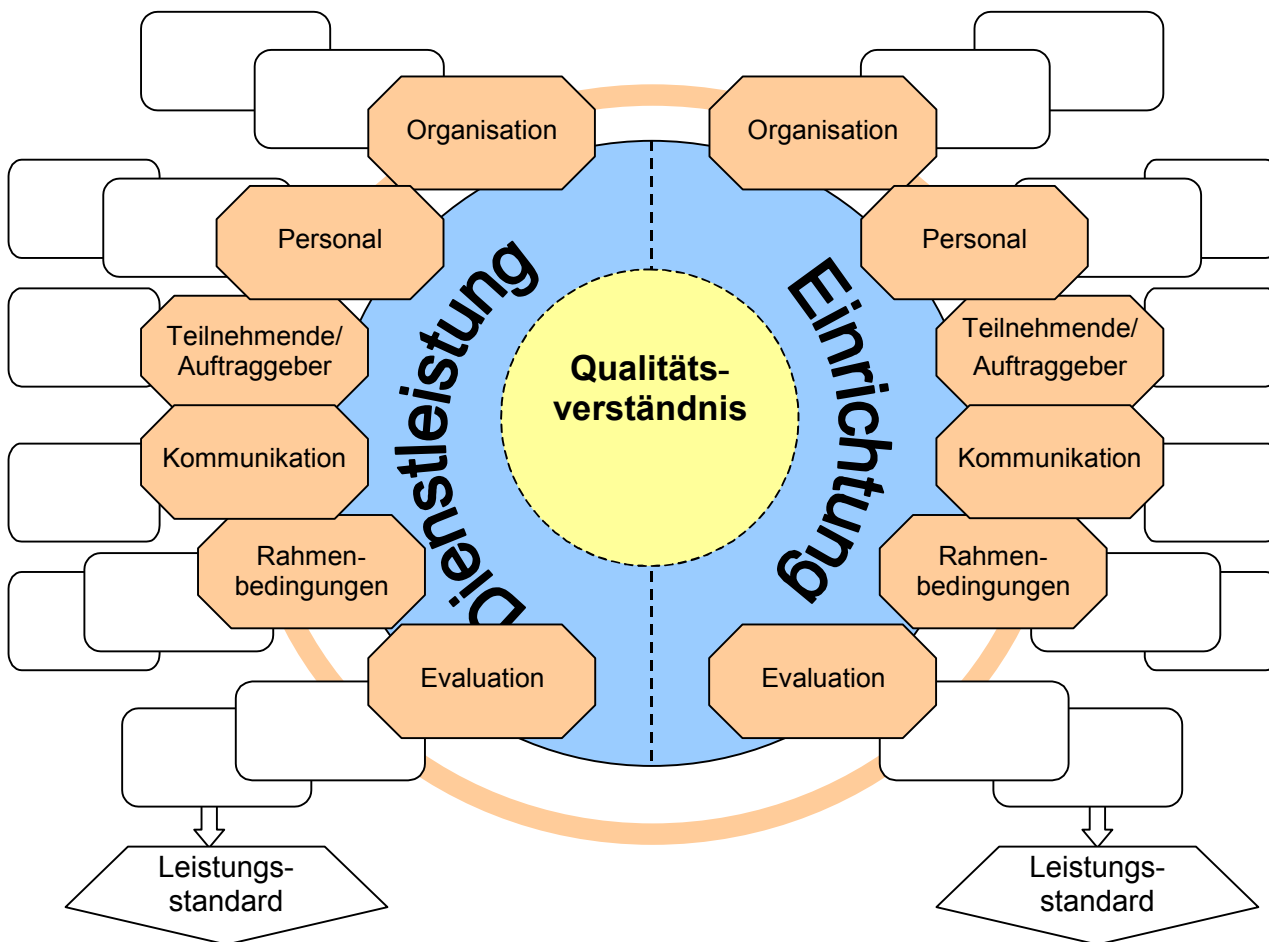 Organisation
Organisation
Personal
Personal
Dienstleistung
Einrichtung
Teilnehmende/
Auftraggeber
Teilnehmende/
Auftraggeber
Qualitäts-
verständnis
Kommunikation
Kommunikation
Rahmen-
bedingungen
Rahmen-
bedingungen
Evaluation
Evaluation
Leistungs-
standard
Leistungs-
standard